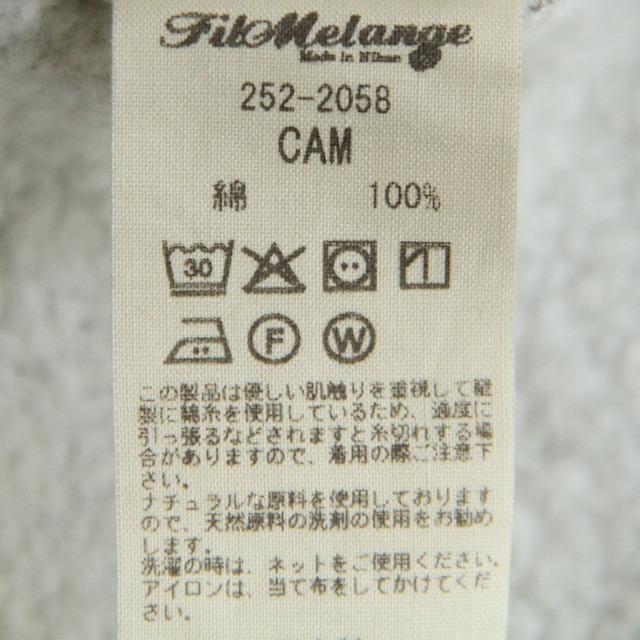 FilMelange
Made in Nihon
252-2058
CAM
綿 100%
30
F W
この製品は優しい肌触りを重視して縫
製に綿糸を使用しているため、過度に
引っ張るなどされますと糸切れする場
合がありますので、着用の際ご注意下
さい。
ナチュラルな原料を使用しております
ので、天然原料の洗剤の使用をお勧め
します。
洗濯の時は、ネットをご使用ください。
アイロンは、当て布をしてかけてくだ
さい。